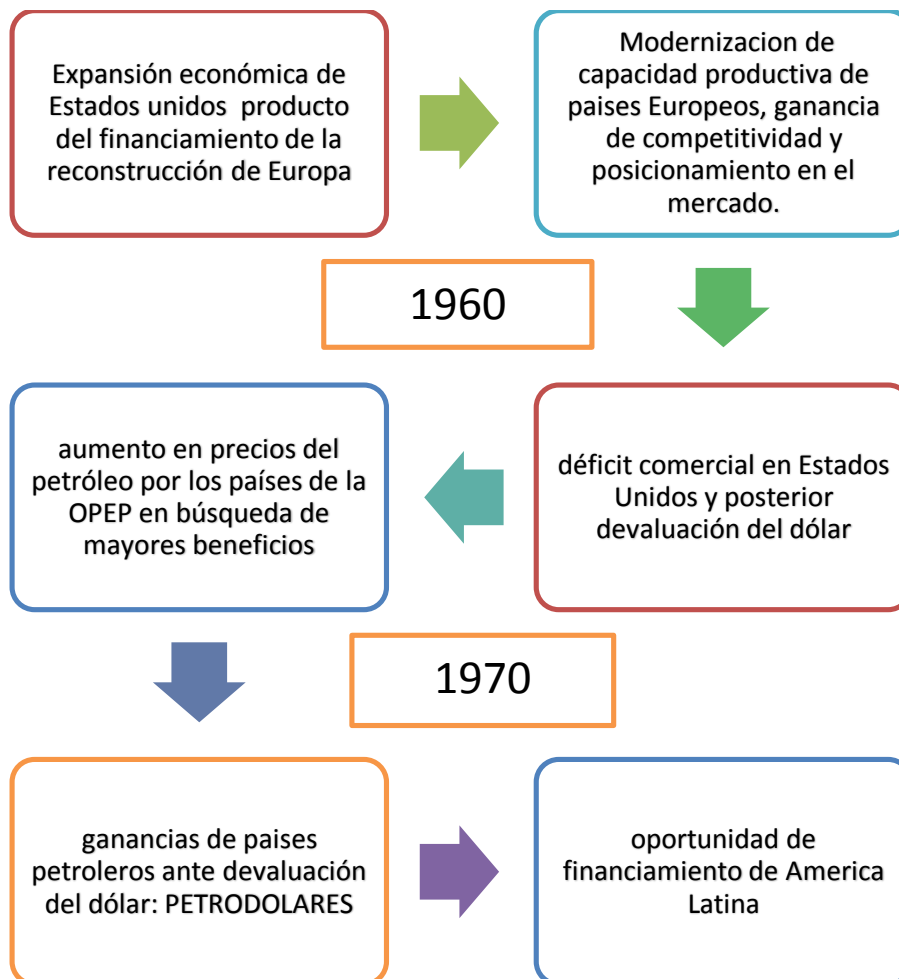 Expansión económica de
Estados unidos producto
del financiamiento de la
reconstrucción de Europa
Modernizacion de
capacidad productiva de
paises Europeos, ganancia
de competitividad y
posicionamiento en el
mercado.
1960
déficit comercial en Estados
Unidos y posterior
devaluación del dólar
aumento en precios del
petróleo por los países de la
OPEP en búsqueda de
mayores beneficios
1970
ganancias de paises
petroleros ante devaluación
del dólar: PETRODOLARES
oportunidad de
financiamiento de America
Latina